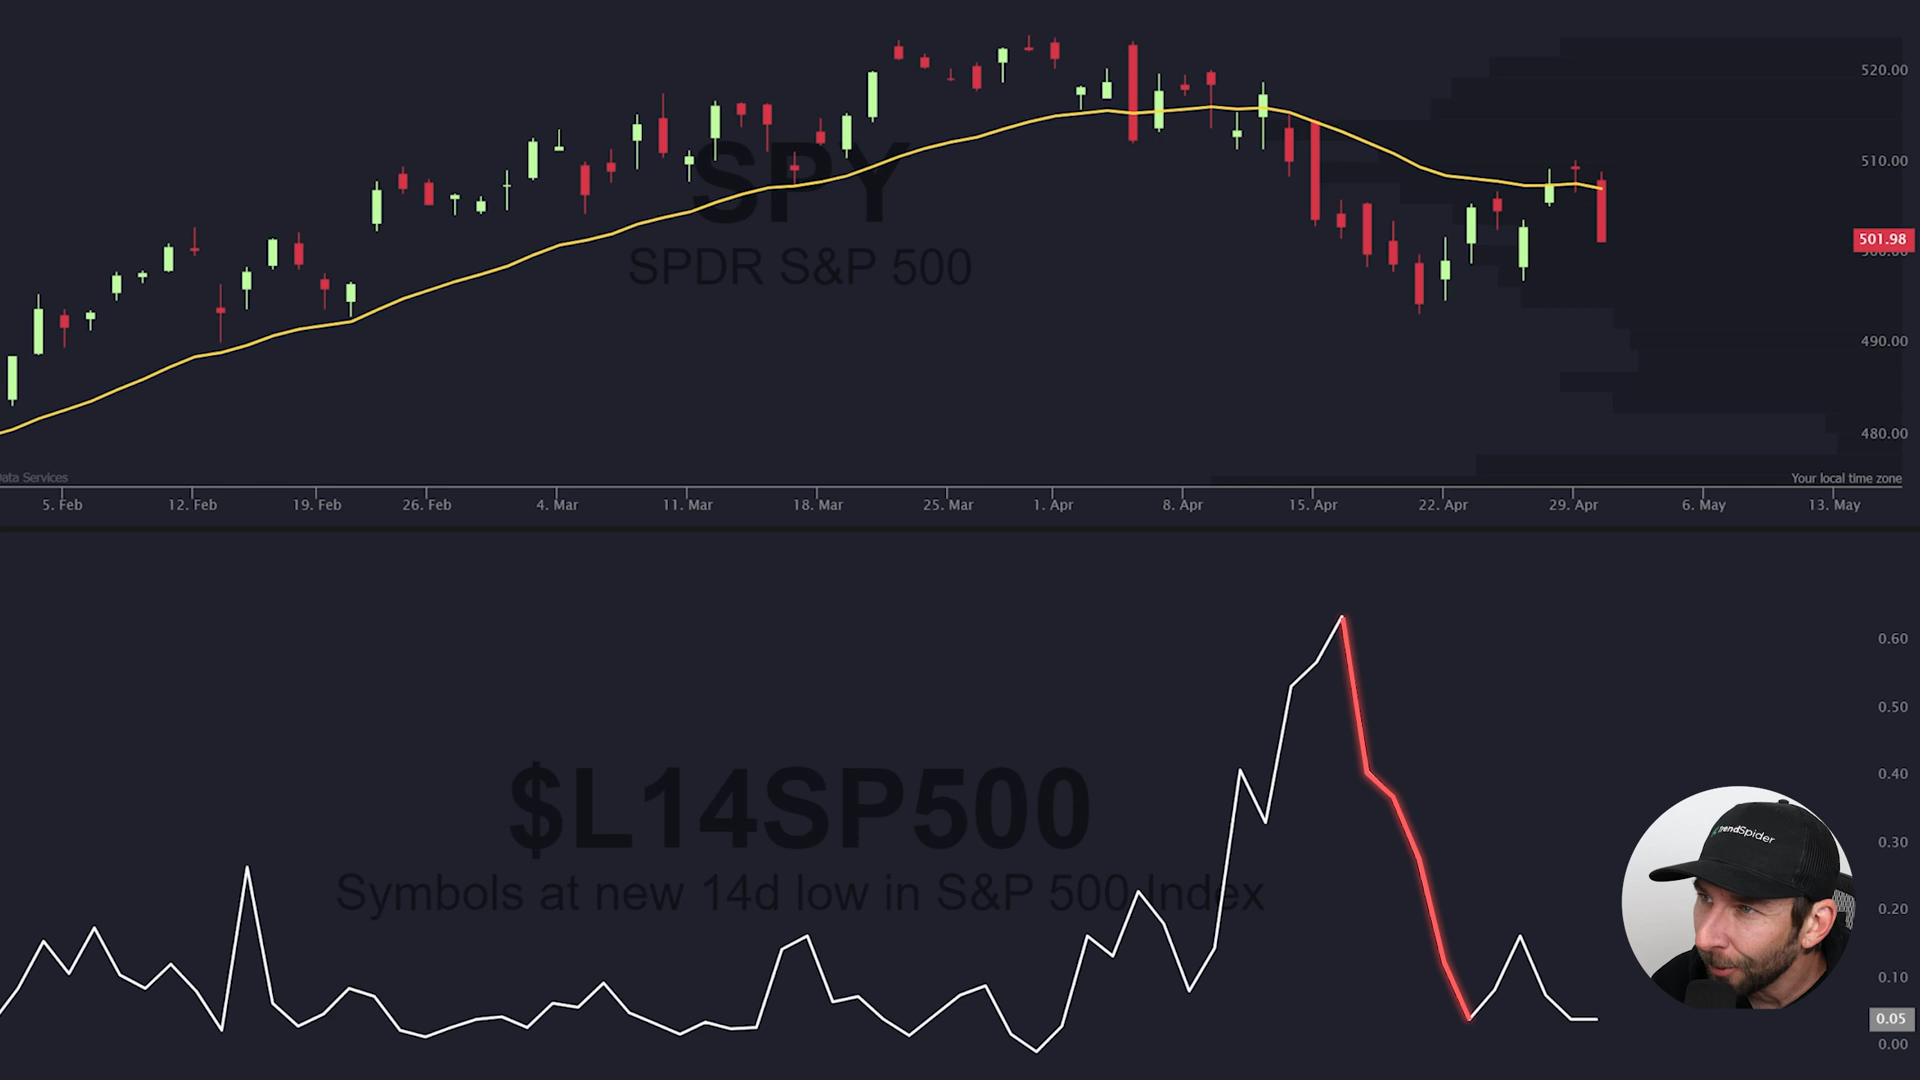 520.00
SPY
510.00
SPDR S&P 500
501.98
500.00
490.00
480.00
Data Services
Your local time zone
5. Feb 12. Feb 19. Feb 26. Feb 4. Mar 11. Mar 18. Mar 25. Mar 1. Apr 8. Apr 15. Apr 22. Apr 29. Apr 6. May 13. May
0.60
0.50
0.40
$L14SP500
0.30
Symbols at new 14d low in S&P 500 Index
0.20
TrendSpider
0.10
0.05
0.00